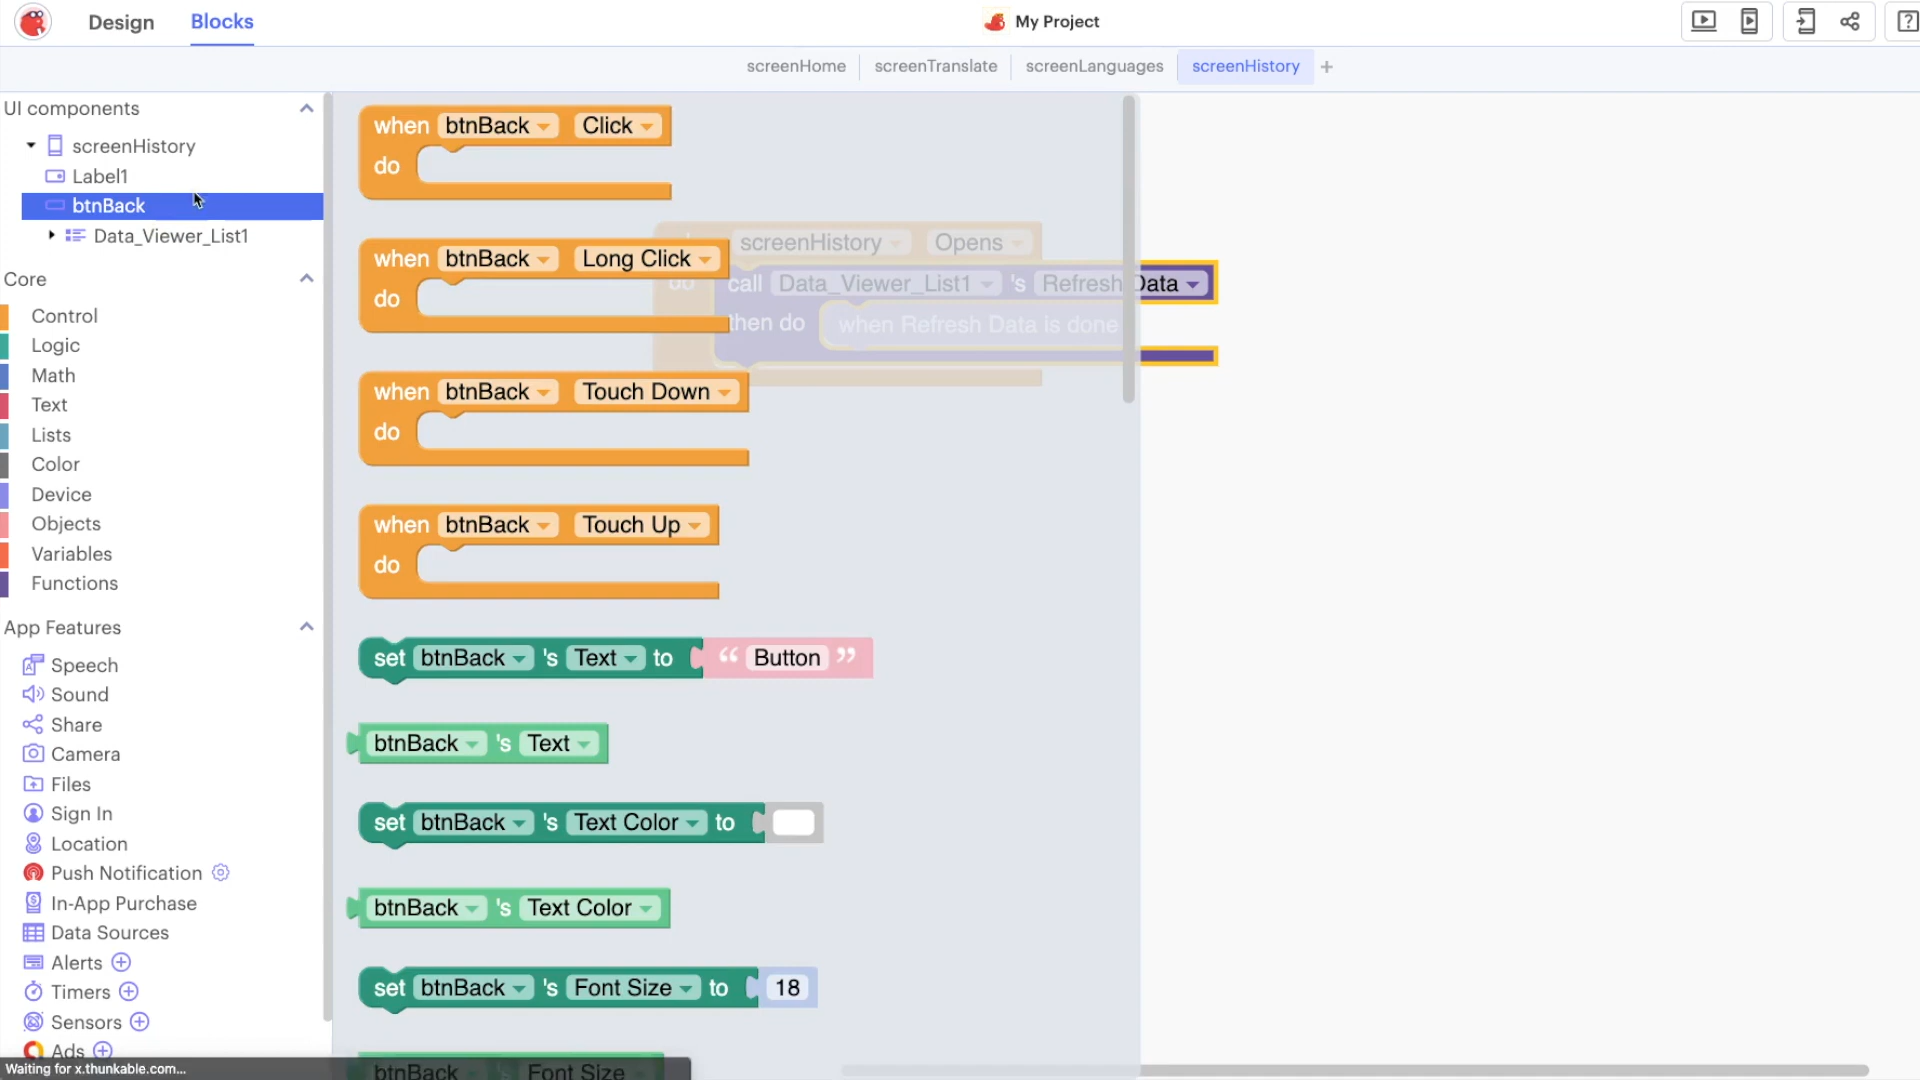 Design
Blocks
My Project
screenHome
screenTranslate
screenLanguages
screenHistory
+
UI components
screenHistory
Label1
btnBack
Data_Viewer_List1
Core
Control
Logic
Math
Text
Lists
Color
Device
Objects
Variables
Functions
App Features
Speech
Sound
Share
Camera
Files
Sign In
Location
Push Notification
In-App Purchase
Data Sources
Alerts
Timers
Sensors
Ads
Waiting for x.thunkable.com...
when btnBack Click
do
when btnBack Long Click
do
screenHistory Opens
do call Data_Viewer_List1 's Refresh Data
then do when Refresh Data is done
when btnBack Touch Down
do
when btnBack Touch Up
do
set btnBack 's Text to “ Button ”
btnBack 's Text
set btnBack 's Text Color to
btnBack 's Text Color
set btnBack 's Font Size to 18
btnBack Font Size